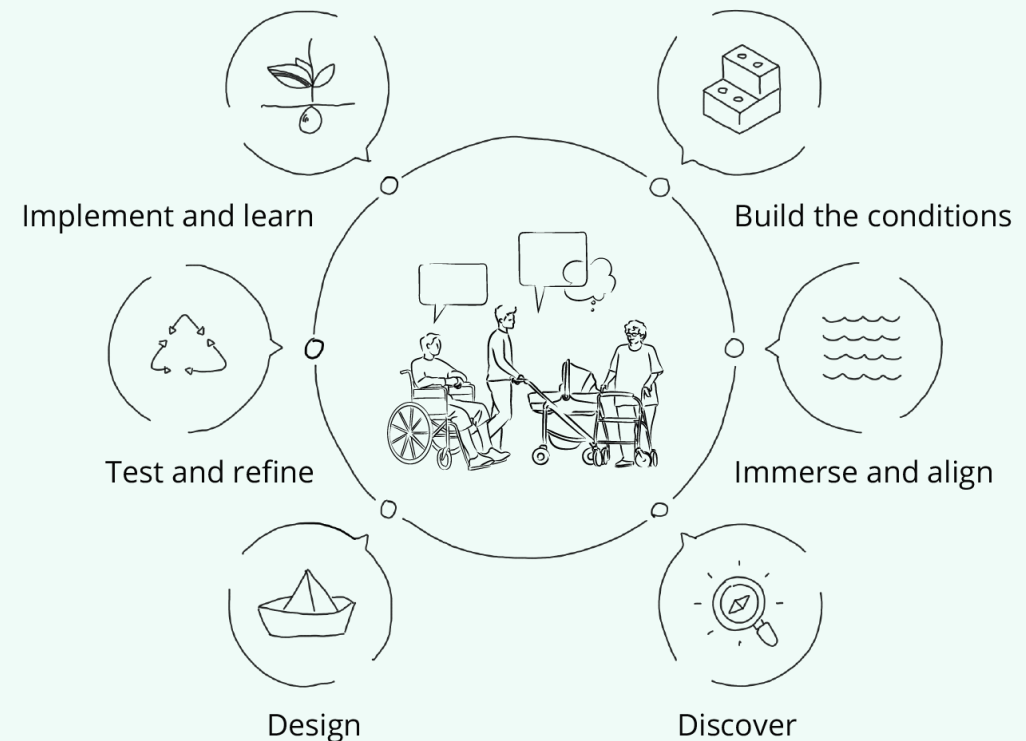 Implement and learn
Build the conditions
Test and refine
Immerse and align
Design
Discover